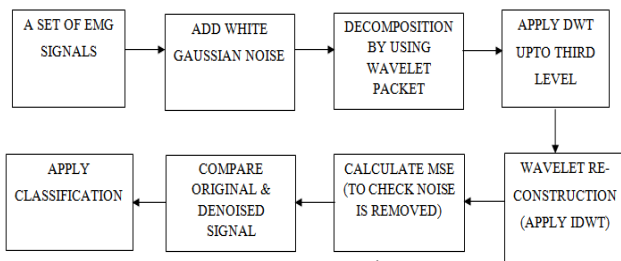 A SET OF EMG
SIGNALS
ADD WHITE
GAUSSIAN NOISE
DECOMPOSITION
BY USING
WAVELET
PACKET
APPLY DWT
UPTO THIRD
LEVEL
WAVELET RE-
CONSTRUCTION
(APPLY IDWT)
CALCULATE MSE
(TO CHECK NOISE
IS REMOVED)
COMPARE
ORIGINAL &
DENOISED
SIGNAL
APPLY
CLASSIFICATION